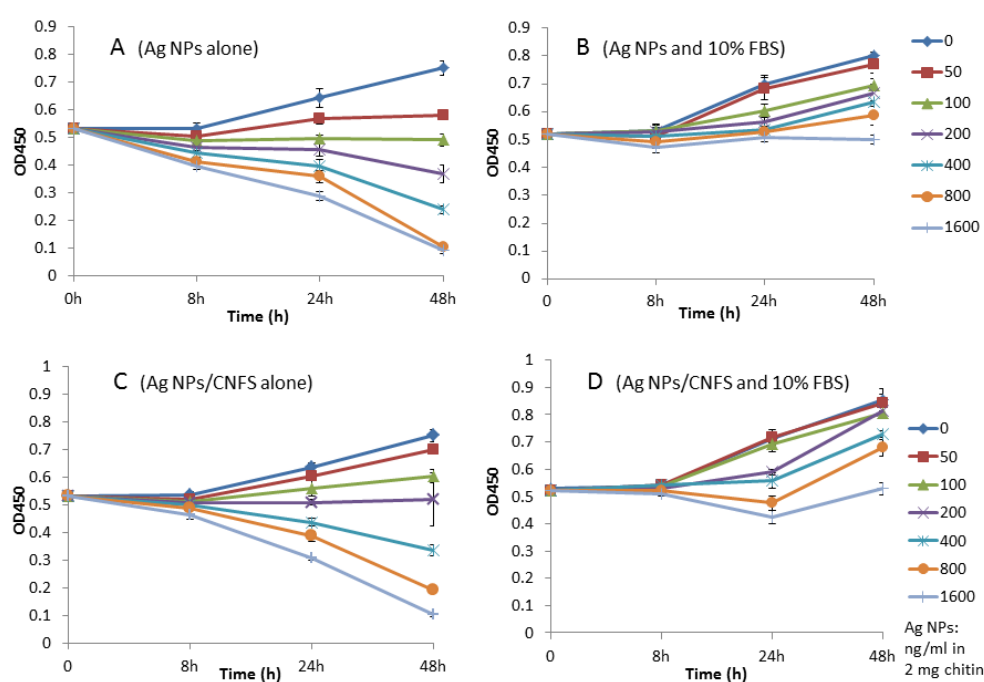 A (Ag NPs alone)
0.9
0.8
0.7
0.6
0.5
0.4
0.3
0.2
0.1
0
OD450
0h
8h
24h
48h
Time (h)
B (Ag NPs and 10% FBS)
0.9
0.8
0.7
0.6
0.5
0.4
0.3
0.2
0.1
0
OD450
0
8h
24h
48h
Time (h)
0
50
100
200
400
800
1600
C (Ag NPs/CNFS alone)
1
0.9
0.8
0.7
0.6
0.5
0.4
0.3
0.2
0.1
0
OD450
0
8h
24h
48h
Time (h)
D (Ag NPs/CNFS and 10% FBS)
1
0.9
0.8
0.7
0.6
0.5
0.4
0.3
0.2
0.1
0
OD450
0
8h
24h
48h
Time (h)
0
50
100
200
400
800
1600
Ag NPs:
ng/ml in
2 mg chitin